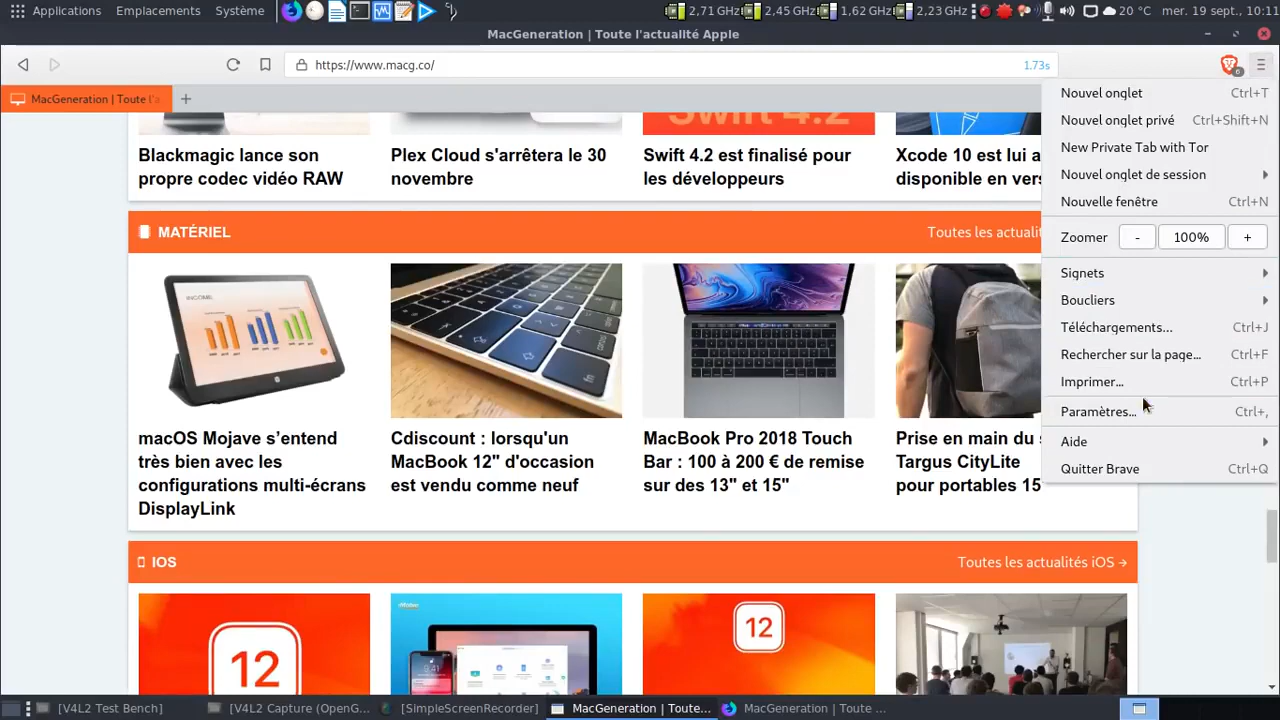 Applications Emplacements Système 2,71 GHz 2,45 GHz 1,62 GHz 2,23 GHz 20 °C mer. 19 sept., 10:11
MacGeneration | Toute l'actualité Apple
https://www.macg.co/ 1.73s 6
MacGeneration | Toute l'a
Swift 4.2
Blackmagic lance son
propre codec vidéo RAW
Plex Cloud s'arrêtera le 30
novembre
Swift 4.2 est finalisé pour
les développeurs
Xcode 10 est lui a
disponible en vers
MATÉRIEL Toutes les actualit
INCOME
fn
macOS Mojave s’entend
très bien avec les
configurations multi-écrans
DisplayLink
Cdiscount : lorsqu'un
MacBook 12" d'occasion
est vendu comme neuf
MacBook Pro 2018 Touch
Bar : 100 à 200 € de remise
sur des 13" et 15"
Prise en main du s
Targus CityLite
pour portables 15"
IOS Toutes les actualités iOS →
12
12
Nouvel onglet Ctrl+T
Nouvel onglet privé Ctrl+Shift+N
New Private Tab with Tor
Nouvel onglet de session
Nouvelle fenêtre Ctrl+N
Zoomer - 100% +
Signets
Boucliers
Téléchargements... Ctrl+J
Rechercher sur la page... Ctrl+F
Imprimer... Ctrl+P
Paramètres... Ctrl+,
Aide
Quitter Brave Ctrl+Q
[V4L2 Test Bench] [V4L2 Capture (OpenG... [SimpleScreenRecorder] MacGeneration | Toute... MacGeneration | Toute ...